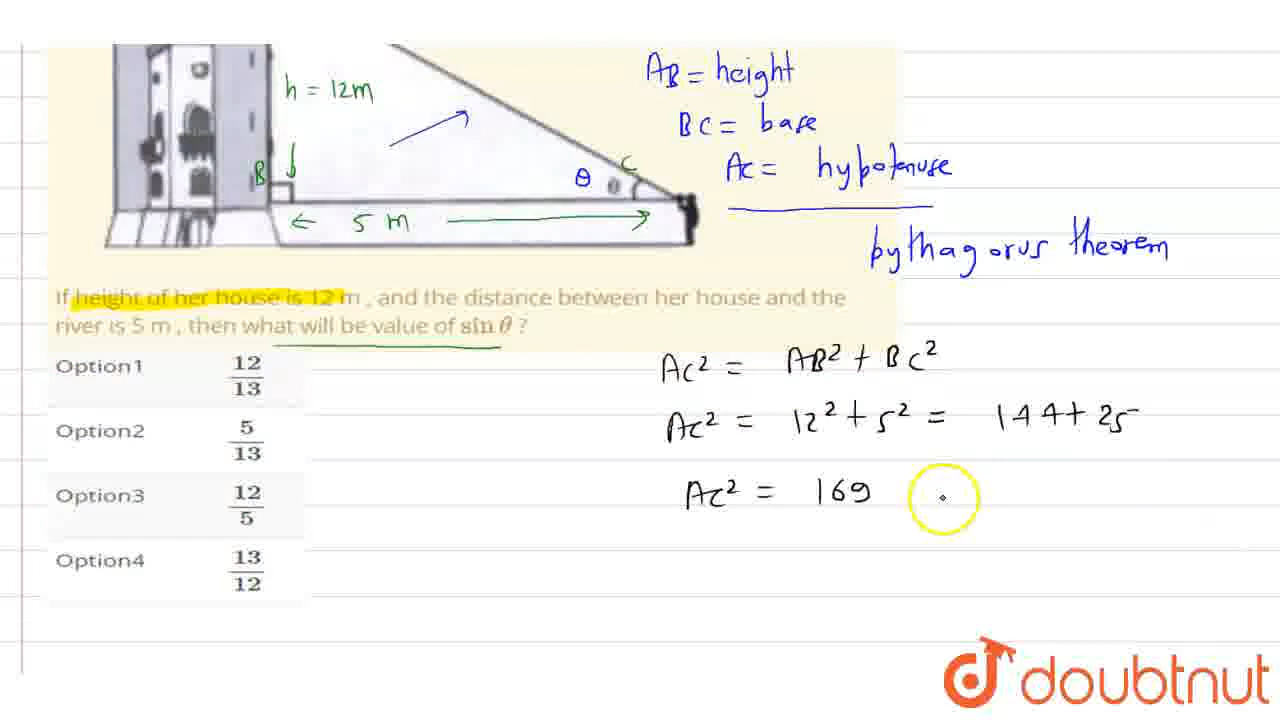 h = 12m
AB = height
BC = base
AC = hypotenuse
B
θ θ C
5 m
pythagorus theorem
If height of her house is 12 m , and the distance between her house and the
river is 5 m , then what will be value of sin θ ?
Option1 12/13
Option2 5/13
Option3 12/5
Option4 13/12
AC² = AB² + BC²
AC² = 12² + 5² = 144 + 25
AC² = 169
doubtnut